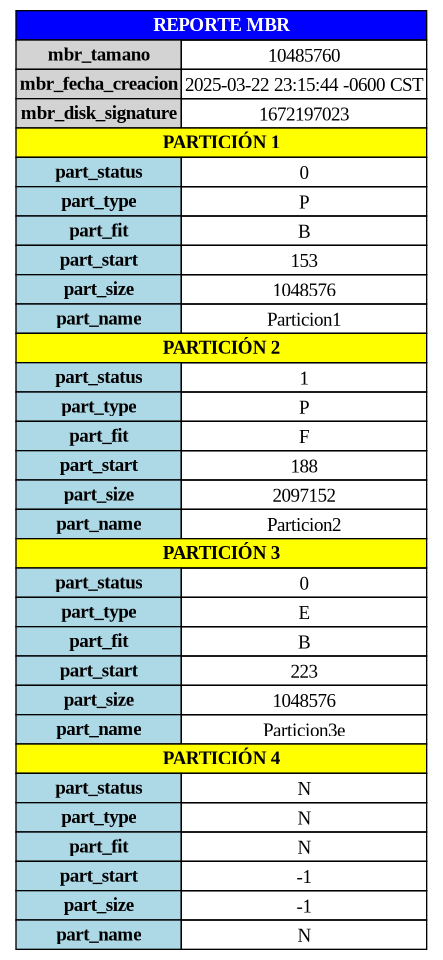 REPORTE MBR
mbr_tamano 10485760
mbr_fecha_creacion 2025-03-22 23:15:44 -0600 CST
mbr_disk_signature 1672197023
PARTICIÓN 1
part_status 0
part_type P
part_fit B
part_start 153
part_size 1048576
part_name Particion1
PARTICIÓN 2
part_status 1
part_type P
part_fit F
part_start 188
part_size 2097152
part_name Particion2
PARTICIÓN 3
part_status 0
part_type E
part_fit B
part_start 223
part_size 1048576
part_name Particion3e
PARTICIÓN 4
part_status N
part_type N
part_fit N
part_start -1
part_size -1
part_name N